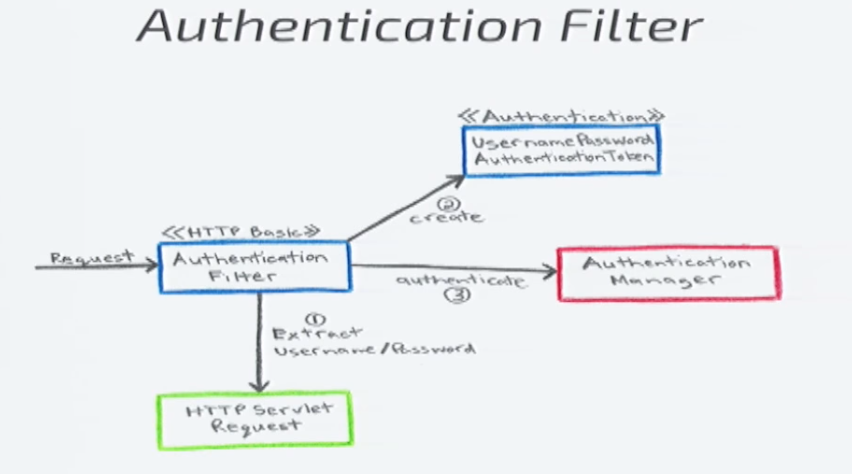 Authentication Filter
<<Authentication>>
UsernamePassword
AuthenticationToken
②
create
<<HTTP Basic>>
Request
Authentication
Filter
Authentication
Manager
authenticate
③
①
Extract
Username/Password
HTTP Servlet
Request